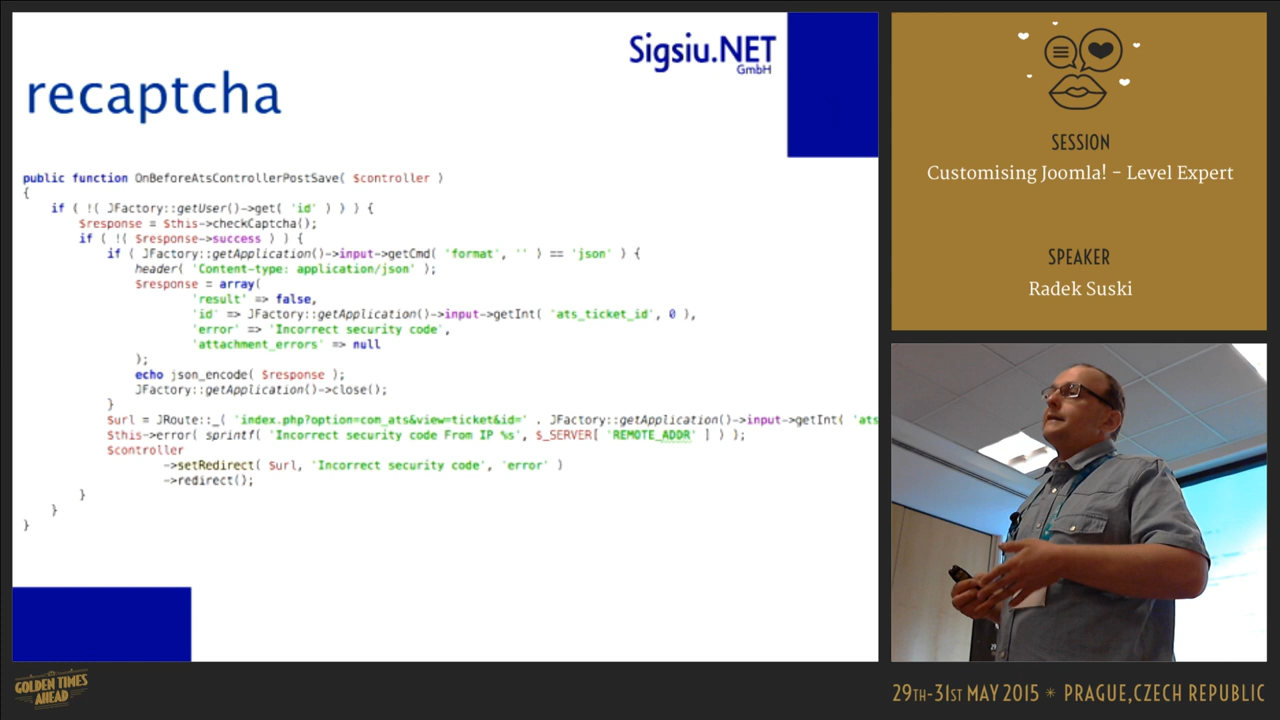 Sigsiu.NET
GmbH
recaptcha
public function OnBeforeAtsControllerPostSave( $controller )
{
if ( !( JFactory::getUser()->get( 'id' ) ) ) {
$response = $this->checkCaptcha();
if ( !( $response->success ) ) {
if ( JFactory::getApplication()->input->getCmd( 'format', '' ) == 'json' ) {
header( 'Content-type: application/json' );
$response = array(
'result' => false,
'id' => JFactory::getApplication()->input->getInt( 'ats_ticket_id', 0 ),
'error' => 'Incorrect security code',
'attachment_errors' => null
);
echo json_encode( $response );
JFactory::getApplication()->close();
}
$url = JRoute::_( 'index.php?option=com_ats&view=ticket&id=' . JFactory::getApplication()->input->getInt( 'ats
$this->error( sprintf( 'Incorrect security code From IP %s', $_SERVER[ 'REMOTE_ADDR' ] ) );
$controller
->setRedirect( $url, 'Incorrect security code', 'error' )
->redirect();
}
}
}
SESSION
Customising Joomla! - Level Expert
SPEAKER
Radek Suski
GOLDEN TIMES
AHEAD
29TH-31ST MAY 2015 * PRAGUE,CZECH REPUBLIC